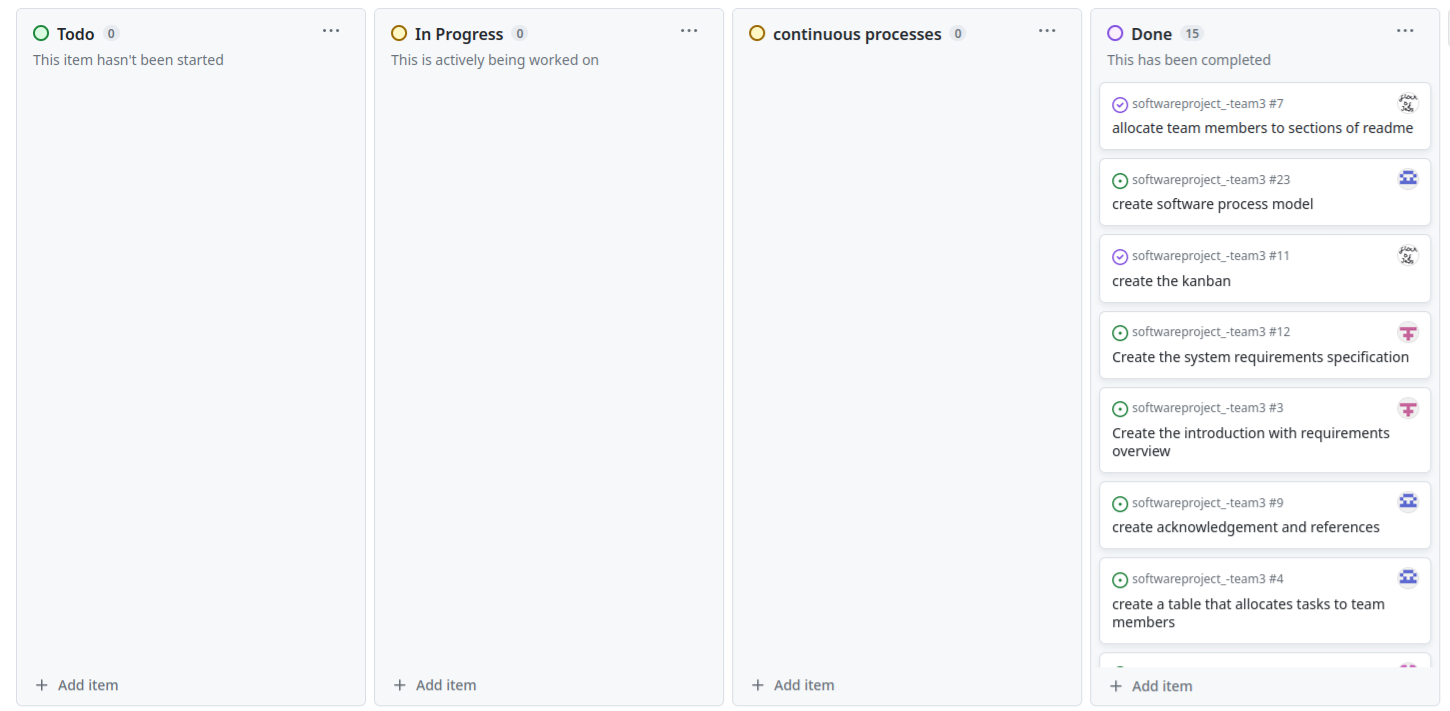 Todo 0
This item hasn't been started
Add item
In Progress 0
This is actively being worked on
Add item
continuous processes 0
Add item
Done 15
This has been completed
softwareproject_-team3 #7
allocate team members to sections of readme
softwareproject_-team3 #23
create software process model
softwareproject_-team3 #11
create the kanban
softwareproject_-team3 #12
Create the system requirements specification
softwareproject_-team3 #3
Create the introduction with requirements
overview
softwareproject_-team3 #9
create acknowledgement and references
softwareproject_-team3 #4
create a table that allocates tasks to team
members
Add item